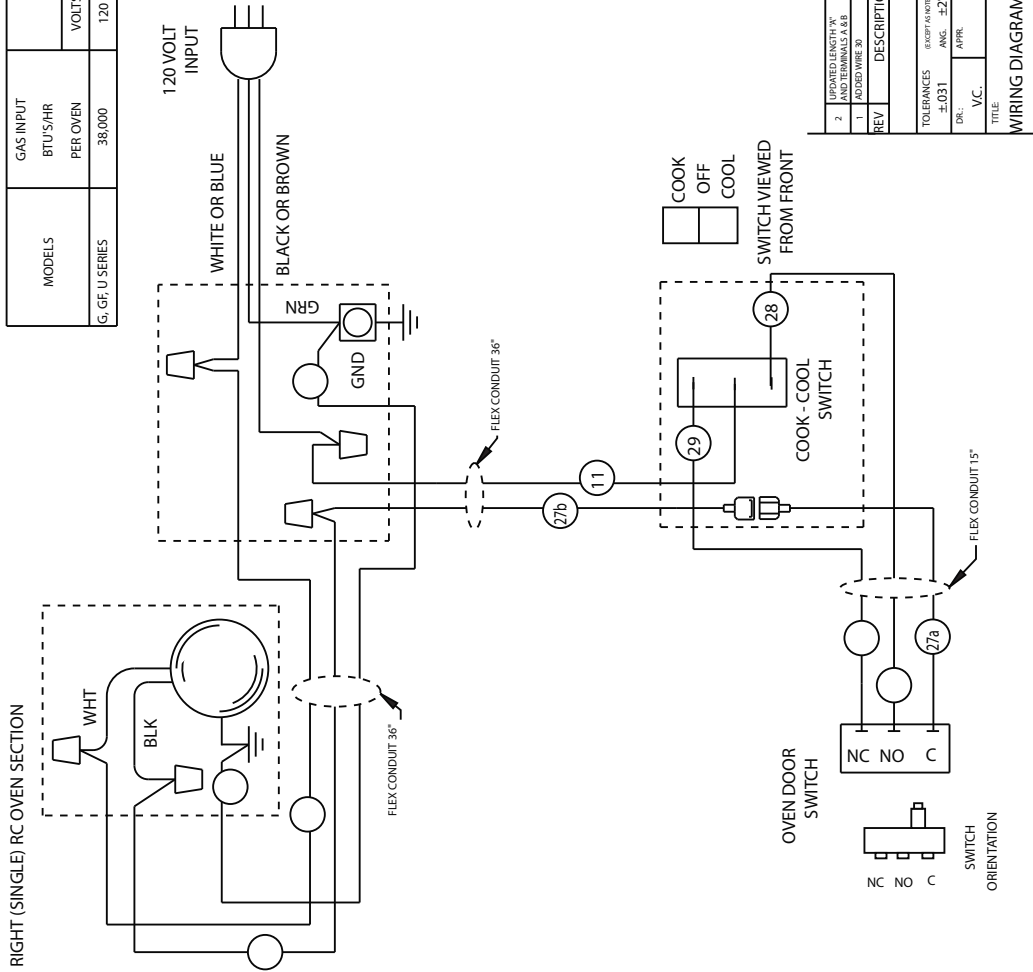 RIGHT (SINGLE) RC OVEN SECTION
WHT
BLK
FLEX CONDUIT 36"
MODELS
GAS INPUT
BTU'S/HR
PER OVEN
VOLTS
G, GF, U SERIES
38,000
120
120 VOLT
INPUT
WHITE OR BLUE
BLACK OR BROWN
GRN
GND
FLEX CONDUIT 36"
11
27b
COOK
OFF
COOL
SWITCH VIEWED
FROM FRONT
28
29
COOK - COOL
SWITCH
FLEX CONDUIT 15"
27a
OVEN DOOR
SWITCH
NC NO C
NC NO C
SWITCH
ORIENTATION
2 UPDATED LENGTH "A"
AND TERMINALS A & B
1 ADDED WIRE 30
REV
TOLERANCES
±.031
ANG.
DR.: V.C.
APPR.
TITLE:
WIRING DIAGRAM